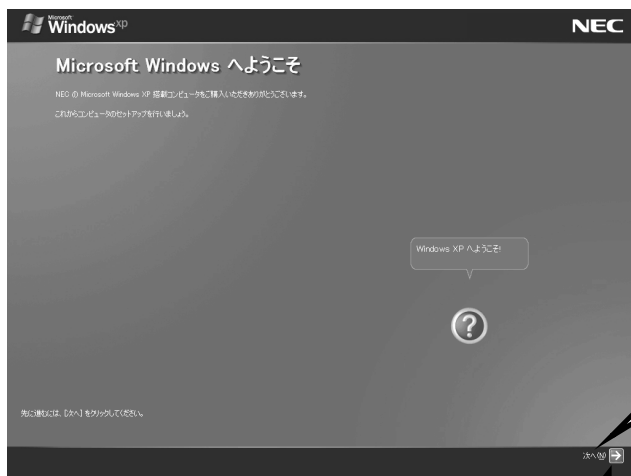 Microsoft
Windows xp
NEC
Microsoft Windows へようこそ
NEC の Microsoft Windows XP 搭載コンピュータをご購入いただきありがとうございます。
これからコンピュータのセットアップを行いましょう。
Windows XP へようこそ!
?
先に進むには、[次へ] をクリックしてください。
次へ(N)